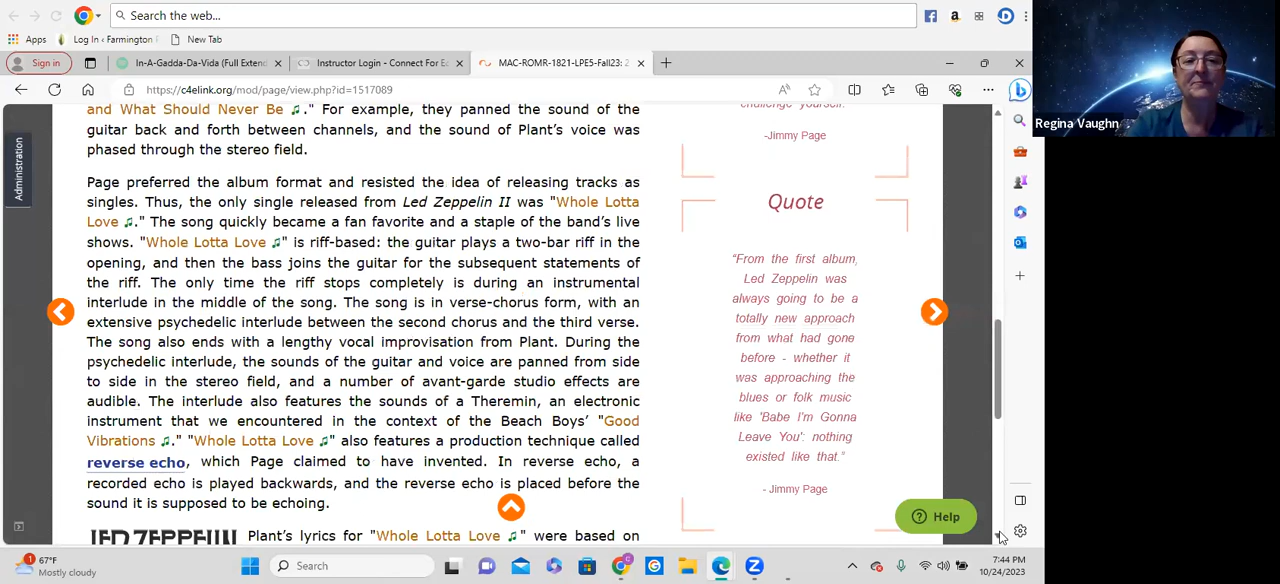 Search the web...
Apps
Log In ‹ Farmington
New Tab
Sign in
In-A-Gadda-Da-Vida (Full Extend
Instructor Login - Connect For E
MAC-ROMR-1821-LPE5-Fall23: 2
https://c4elink.org/mod/page/view.php?id=1517089
Regina Vaughn
Administration
and What Should Never Be ♫." For example, they panned the sound of the
guitar back and forth between channels, and the sound of Plant's voice was
phased through the stereo field.
Page preferred the album format and resisted the idea of releasing tracks as
singles. Thus, the only single released from Led Zeppelin II was "Whole Lotta
Love ♫." The song quickly became a fan favorite and a staple of the band's live
shows. "Whole Lotta Love ♫" is riff-based: the guitar plays a two-bar riff in the
opening, and then the bass joins the guitar for the subsequent statements of
the riff. The only time the riff stops completely is during an instrumental
interlude in the middle of the song. The song is in verse-chorus form, with an
extensive psychedelic interlude between the second chorus and the third verse.
The song also ends with a lengthy vocal improvisation from Plant. During the
psychedelic interlude, the sounds of the guitar and voice are panned from side
to side in the stereo field, and a number of avant-garde studio effects are
audible. The interlude also features the sounds of a Theremin, an electronic
instrument that we encountered in the context of the Beach Boys' "Good
Vibrations ♫." "Whole Lotta Love ♫" also features a production technique called
reverse echo, which Page claimed to have invented. In reverse echo, a
recorded echo is played backwards, and the reverse echo is placed before the
sound it is supposed to be echoing.
LED ZEPPELIN
Plant's lyrics for "Whole Lotta Love ♫" were based on
challenge yourself.
-Jimmy Page
Quote
"From the first album,
Led Zeppelin was
always going to be a
totally new approach
from what had gone
before - whether it
was approaching the
blues or folk music
like 'Babe I'm Gonna
Leave You': nothing
existed like that."
- Jimmy Page
Help
1
67°F
Mostly cloudy
Search
7:44 PM
10/24/2023